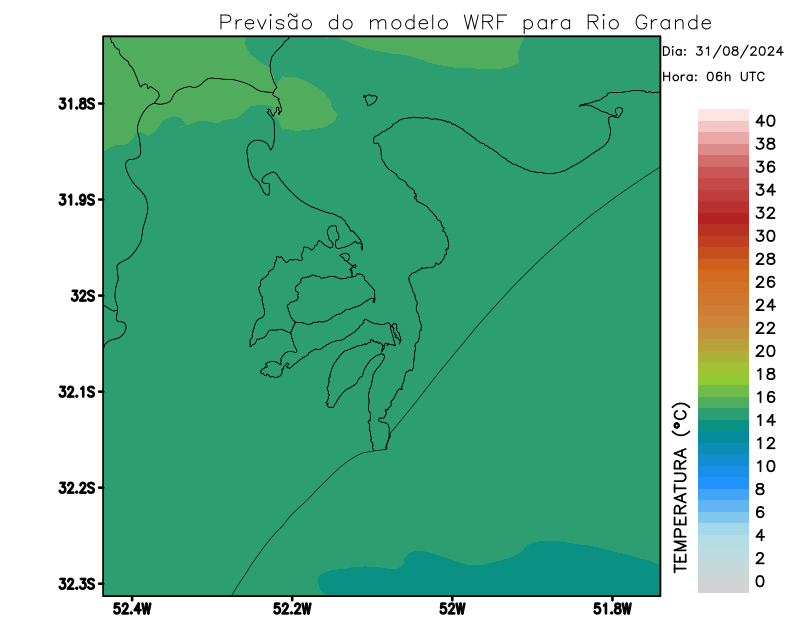 Previsão do modelo WRF para Rio Grande
Dia: 31/08/2024
Hora: 06h UTC
31.8S
31.9S
32S
32.1S
32.2S
32.3S
52.4W
52.2W
52W
51.8W
TEMPERATURA (°C)
40
38
36
34
32
30
28
26
24
22
20
18
16
14
12
10
8
6
4
2
0